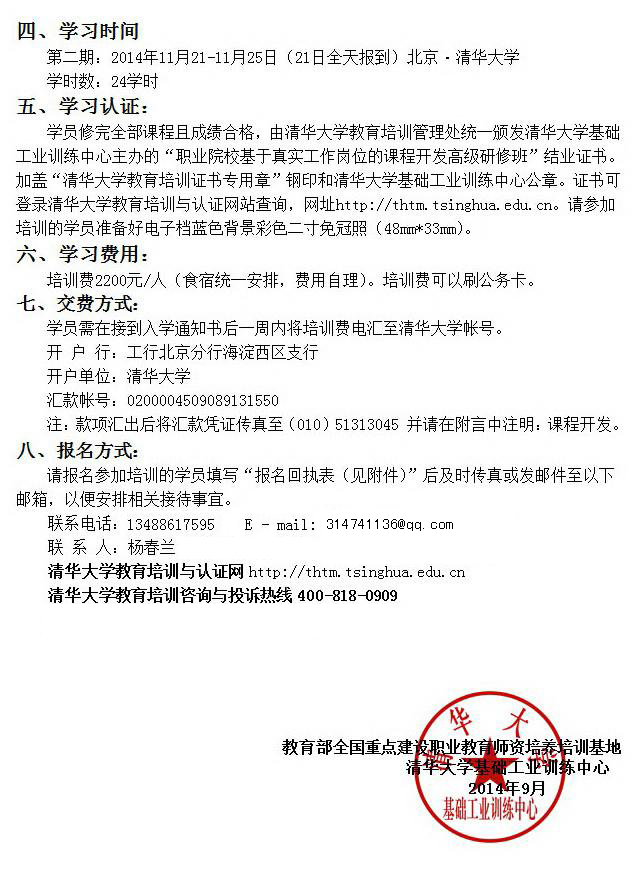 四、学习时间
第二期：2014年11月21-11月25日（21日全天报到）北京·清华大学
学时数：24学时
五、学习认证：
学员修完全部课程且成绩合格，由清华大学教育培训管理处统一颁发清华大学基础
工业训练中心主办的“职业院校基于真实工作岗位的课程开发高级研修班”结业证书。
加盖“清华大学教育培训证书专用章”钢印和清华大学基础工业训练中心公章。证书可
登录清华大学教育培训与认证网站查询，网址http://thtm.tsinghua.edu.cn。请参加
培训的学员准备好电子档蓝色背景彩色二寸免冠照（48mm*33mm）。
六、学习费用：
培训费2200元/人（食宿统一安排，费用自理）。培训费可以刷公务卡。
七、交费方式：
学员需在接到入学通知书后一周内将培训费电汇至清华大学帐号。
开 户 行：工行北京分行海淀西区支行
开户单位：清华大学
汇款帐号：0200004509089131550
注：款项汇出后将汇款凭证传真至（010）51313045 并请在附言中注明：课程开发。
八、报名方式：
请报名参加培训的学员填写“报名回执表（见附件）”后及时传真或发邮件至以下
邮箱，以便安排相关接待事宜。
联系电话：13488617595 E - mail: 314741136@qq.com
联 系 人：杨春兰
清华大学教育培训与认证网 http://thtm.tsinghua.edu.cn
清华大学教育培训咨询与投诉热线 400-818-0909
清华大学
教育部全国重点建设职业教育师资培养培训基地
清华大学基础工业训练中心
2014年9月
基础工业训练中心